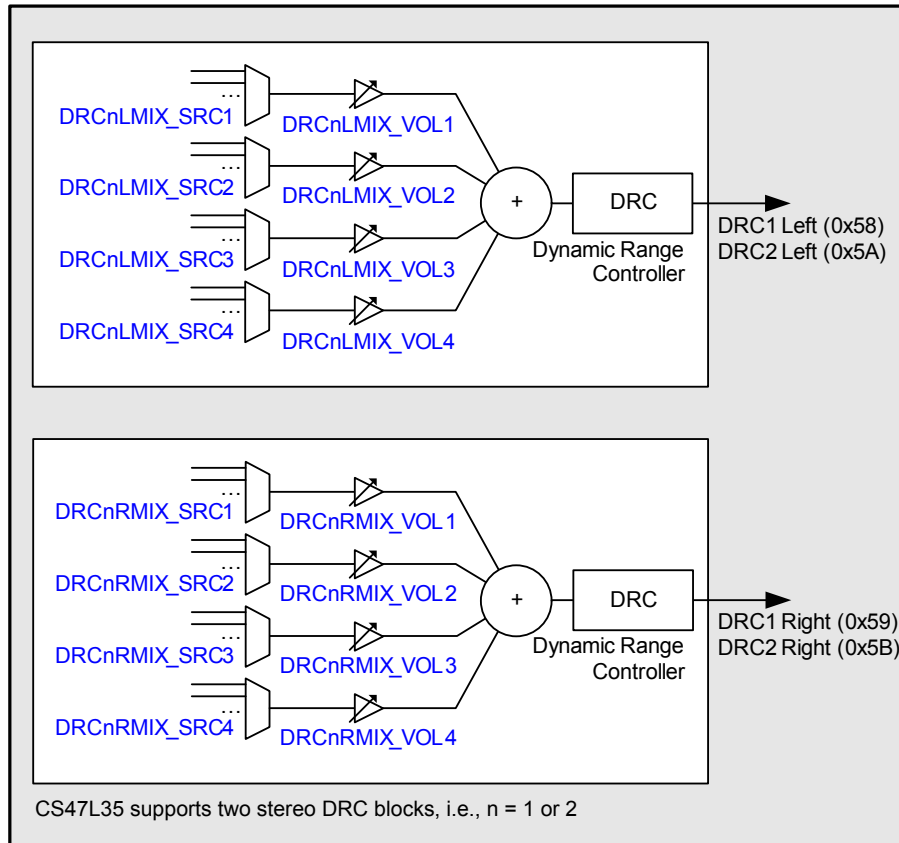 ...
DRCnLMIX_SRC1
DRCnLMIX_VOL1
...
DRCnLMIX_SRC2
DRCnLMIX_VOL2
...
DRCnLMIX_SRC3
DRCnLMIX_VOL3
...
DRCnLMIX_SRC4
DRCnLMIX_VOL4
+
DRC
Dynamic Range
Controller
DRC1 Left (0x58)
DRC2 Left (0x5A)
...
DRCnRMIX_SRC1
DRCnRMIX_VOL1
...
DRCnRMIX_SRC2
DRCnRMIX_VOL2
...
DRCnRMIX_SRC3
DRCnRMIX_VOL3
...
DRCnRMIX_SRC4
DRCnRMIX_VOL4
+
DRC
Dynamic Range
Controller
DRC1 Right (0x59)
DRC2 Right (0x5B)
CS47L35 supports two stereo DRC blocks, i.e., n = 1 or 2